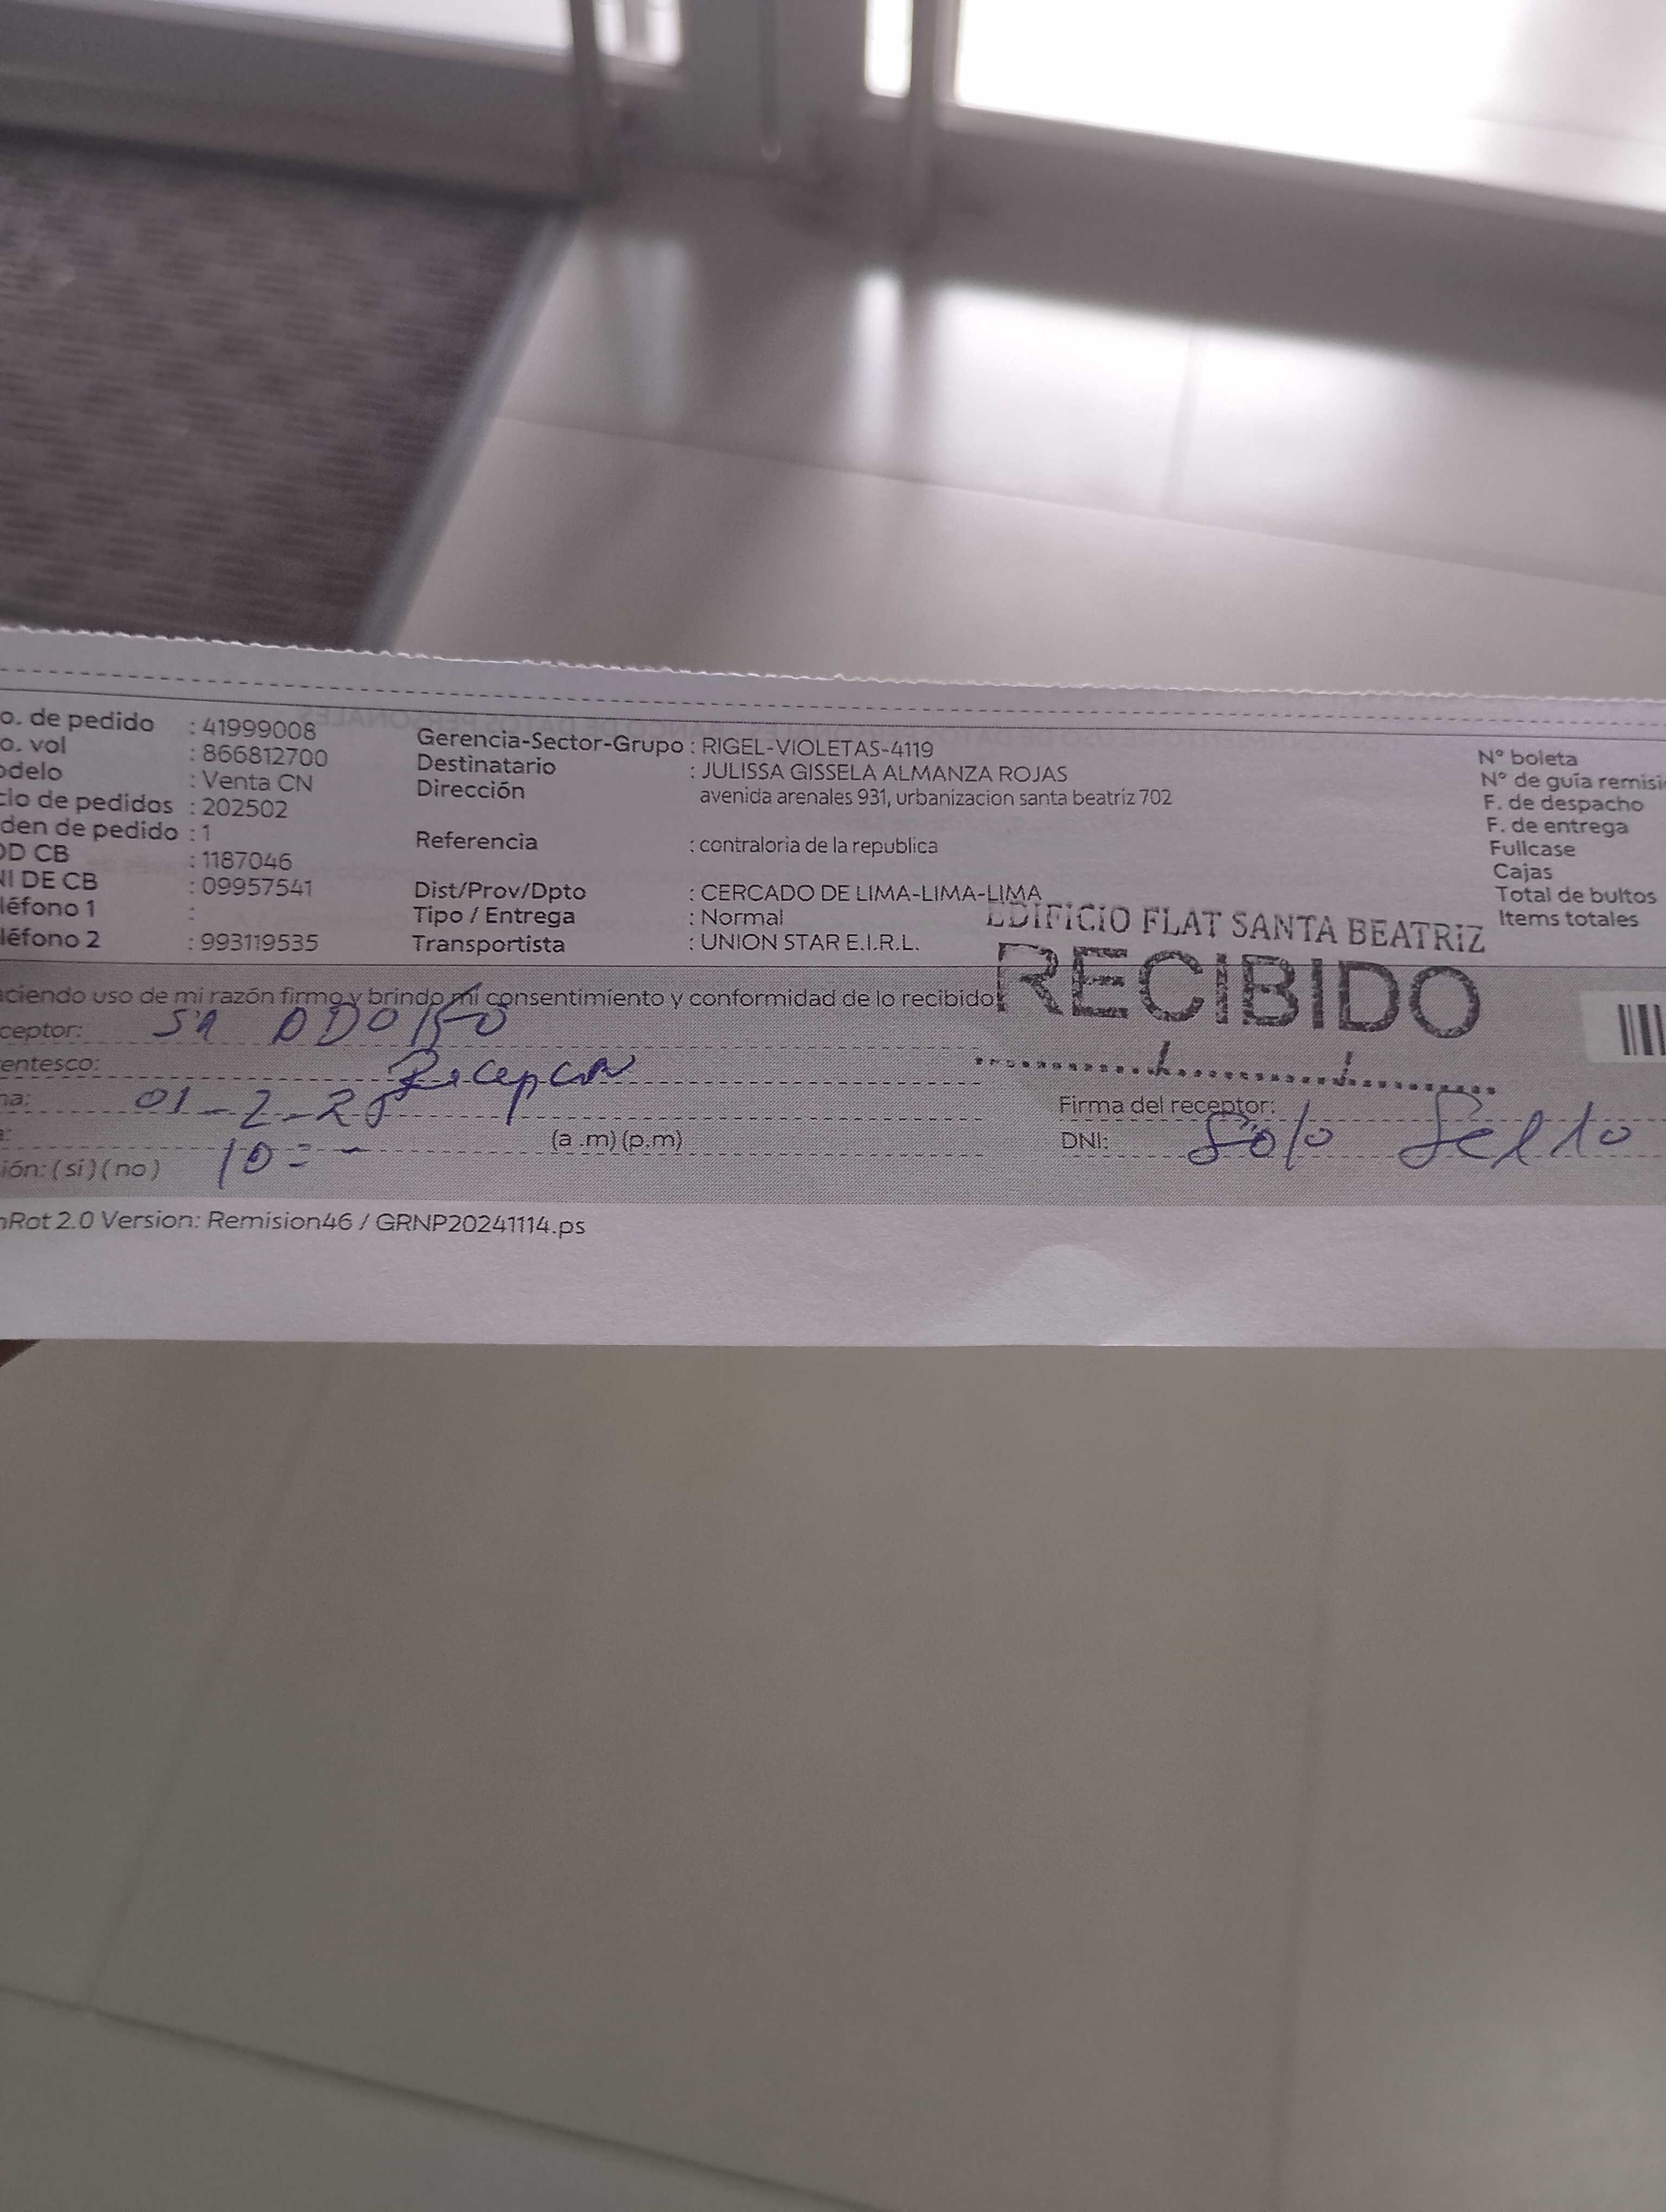 o. de pedido : 41999008
o. vol : 866812700
odelo : Venta CN
clo de pedidos : 202502
den de pedido : 1
OD CB : 1187046
NI DE CB : 09957541
léfono 1 :
léfono 2 : 993119535
Gerencia-Sector-Grupo : RIGEL-VIOLETAS-4119
Destinatario : JULISSA GISSELA ALMANZA ROJAS
Dirección avenida arenales 931, urbanizacion santa beatriz 702
Referencia : contraloria de la republica
Dist/Prov/Dpto : CERCADO DE LIMA-LIMA-LIMA
Tipo / Entrega : Normal
Transportista : UNION STAR E.I.R.L.
N° boleta
N° de guía remisi
F. de despacho
F. de entrega
Fullcase
Cajas
Total de bultos
Items totales
EDIFICIO FLAT SANTA BEATRIZ
RECIBIDO
aciendo uso de mi razón firmo y brindo mi consentimiento y conformidad de lo recibido
ceptor: Sr
entesco: Recepcon
ha: 01-2-25
a: 10=- (a .m) (p.m)
ión: ( si ) ( no )
Firma del receptor:
DNI: Solo Sello
nRot 2.0 Version: Remision46 / GRNP20241114.ps